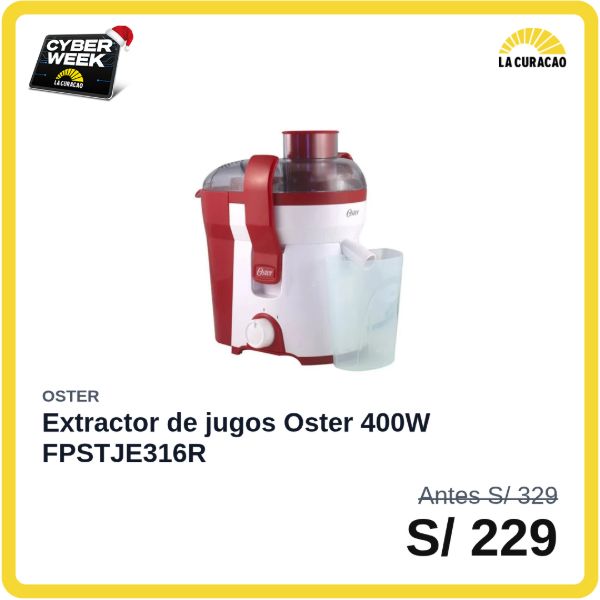 CYBER
WEEK
LA CURACAO
LA CURACAO
Oster
Oster
OSTER
Extractor de jugos Oster 400W
FPSTJE316R
Antes S/ 329
S/ 229